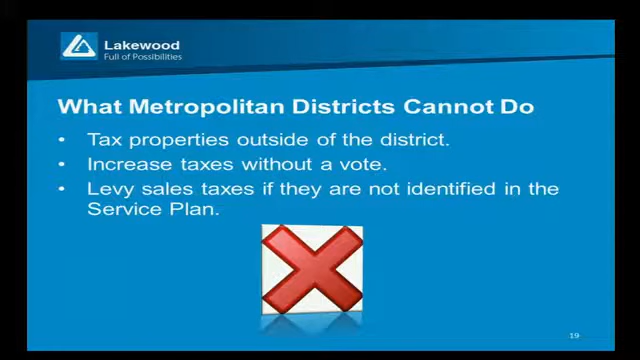 Lakewood
Full of Possibilities
What Metropolitan Districts Cannot Do
• Tax properties outside of the district.
• Increase taxes without a vote.
• Levy sales taxes if they are not identified in the
Service Plan.
19